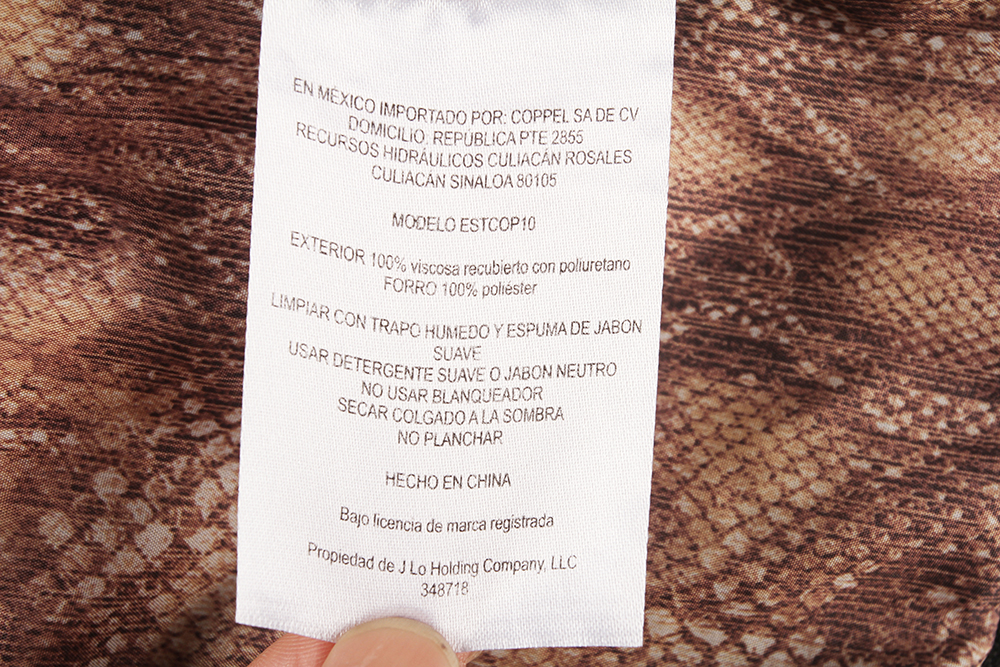 EN MÉXICO IMPORTADO POR: COPPEL SA DE CV
DOMICILIO: REPÚBLICA PTE 2855
RECURSOS HIDRÁULICOS CULIACÁN ROSALES
CULIACÁN SINALOA 80105
MODELO ESTCOP10
EXTERIOR 100% viscosa recubierto con poliuretano
FORRO 100% poliéster
LIMPIAR CON TRAPO HUMEDO Y ESPUMA DE JABON
SUAVE
USAR DETERGENTE SUAVE O JABON NEUTRO
NO USAR BLANQUEADOR
SECAR COLGADO A LA SOMBRA
NO PLANCHAR
HECHO EN CHINA
Bajo licencia de marca registrada
Propiedad de J Lo Holding Company, LLC
348718